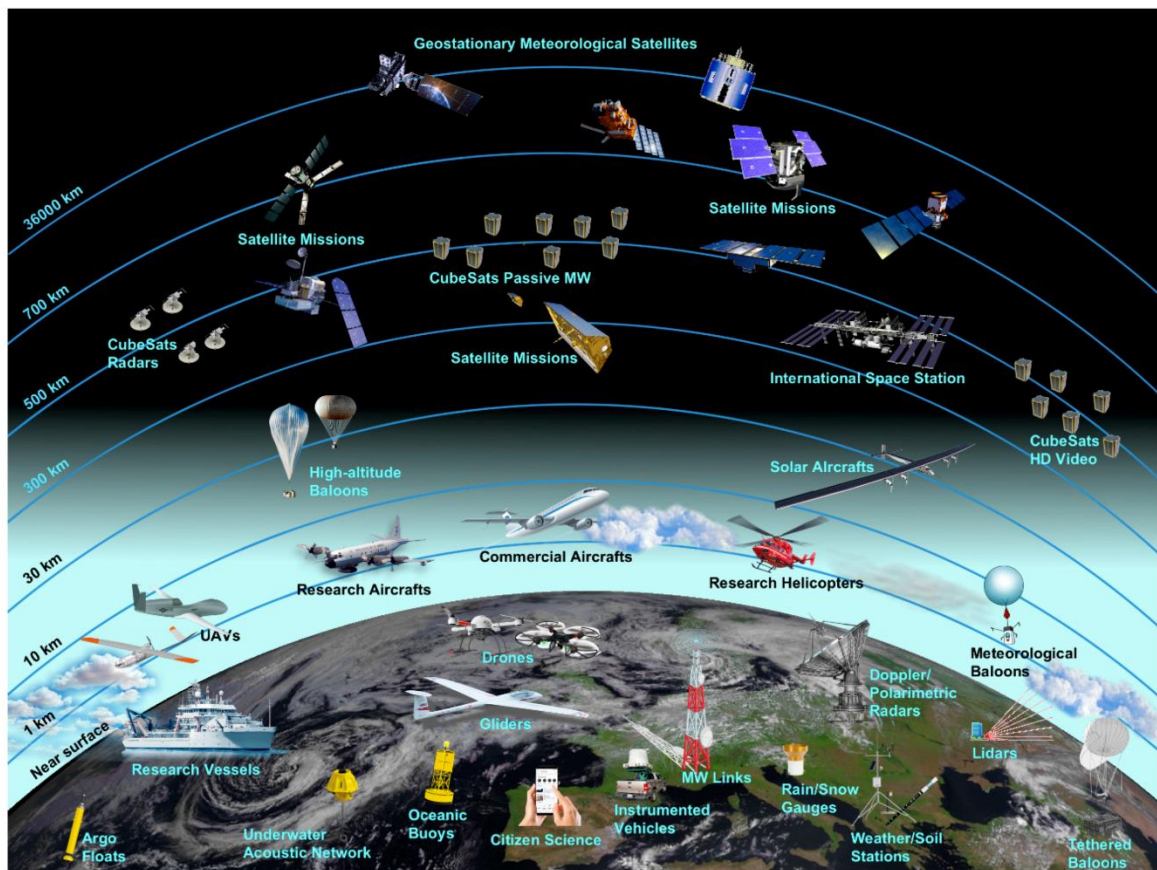 Geostationary Meteorological Satellites
36000 km
Satellite Missions
Satellite Missions
700 km
CubeSats Passive MW
CubeSats
Radars
Satellite Missions
International Space Station
500 km
CubeSats
HD Video
300 km
High-altitude
Baloons
Solar AIrcrafts
30 km
Research Aircrafts
Commercial Aircrafts
Research Helicopters
10 km
UAVs
Drones
Meteorological
Baloons
Doppler/
Polarimetric
Radars
1 km
Gliders
Near surface
Research Vessels
Lidars
MW Links
Rain/Snow
Gauges
Argo
Floats
Underwater
Acoustic Network
Oceanic
Buoys
Citizen Science
Instrumented
Vehicles
Weather/Soil
Stations
Tethered
Baloons